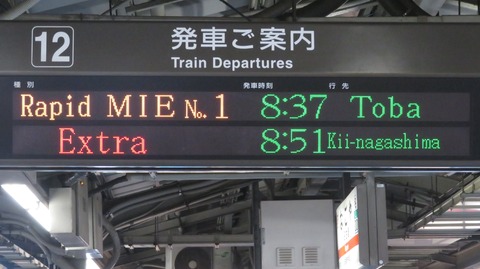 12
発車ご案内
Train Departures
種別 発車時刻 行先
Rapid MIE No.1 8:37 Toba
Extra 8:51 Kii-nagashima